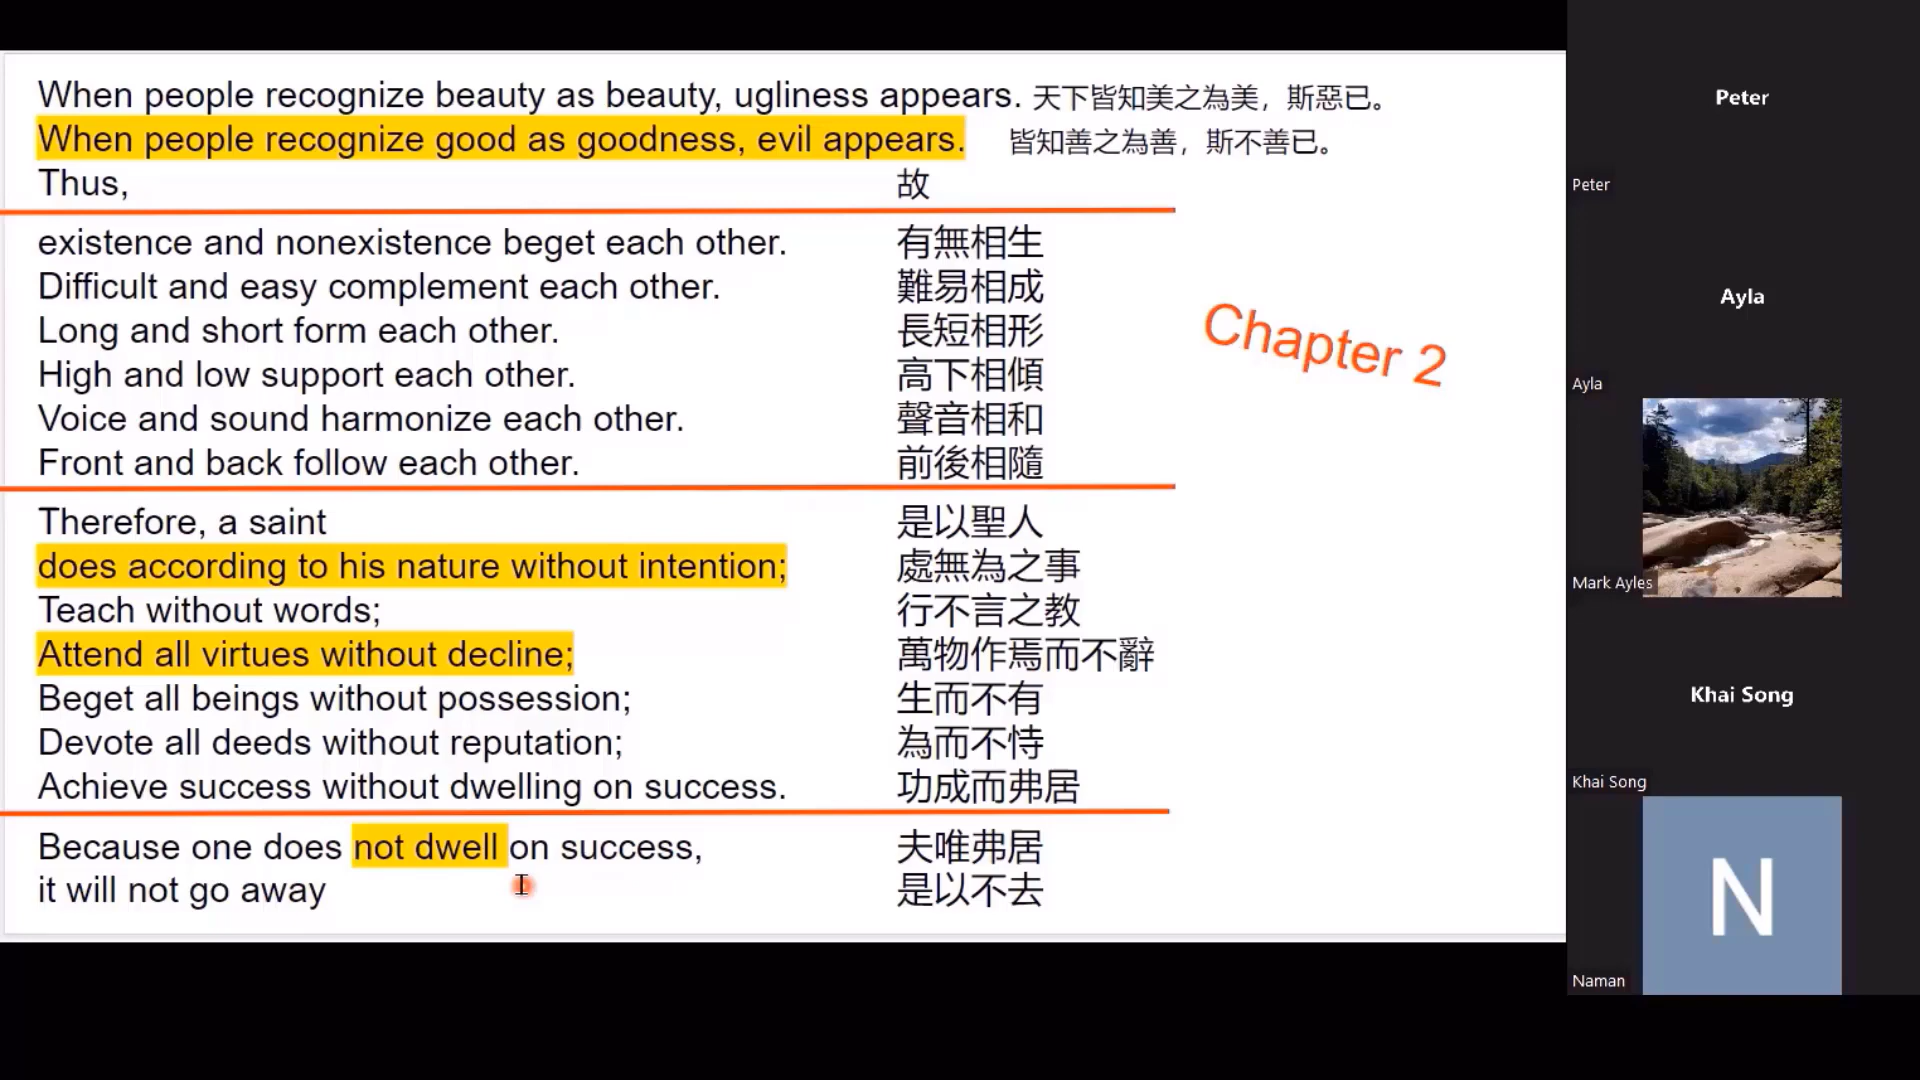 When people recognize beauty as beauty, ugliness appears. 天下皆知美之為美，斯惡已。
When people recognize good as goodness, evil appears. 皆知善之為善，斯不善已。
Thus, 故
existence and nonexistence beget each other. 有無相生
Difficult and easy complement each other. 難易相成
Long and short form each other. 長短相形
High and low support each other. 高下相傾
Voice and sound harmonize each other. 聲音相和
Front and back follow each other. 前後相隨
Chapter 2
Therefore, a saint 是以聖人
does according to his nature without intention; 處無為之事
Teach without words; 行不言之教
Attend all virtues without decline; 萬物作焉而不辭
Beget all beings without possession; 生而不有
Devote all deeds without reputation; 為而不恃
Achieve success without dwelling on success. 功成而弗居
Because one does not dwell on success, 夫唯弗居
it will not go away 是以不去
Peter
Peter
Ayla
Ayla
Mark Ayles
Khai Song
Khai Song
N
Naman